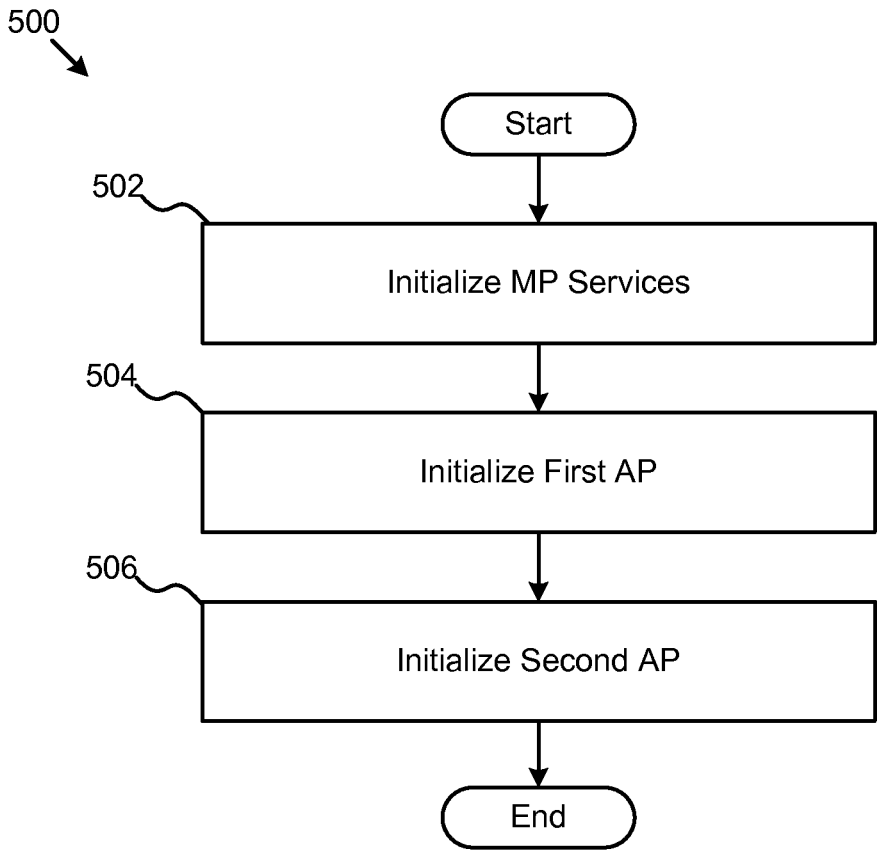 500
Start
502
Initialize MP Services
504
Initialize First AP
506
Initialize Second AP
End